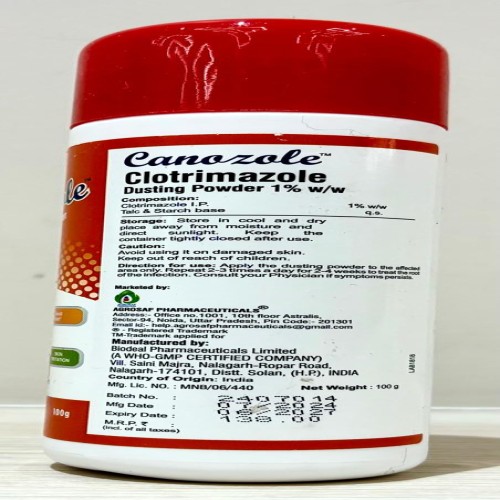 Canozole™
Clotrimazole
Dusting Powder 1% w/w
Composition:
Clotrimazole I.P. 1% w/w
Talc & Starch base q.s.
Storage: Store in cool and dry
place away from moisture and
direct sunlight. Keep the
container tightly closed after use.
Caution:
Avoid using it on damaged skin.
Keep out of reach of children.
Direction for use: Apply the dusting powder to the effected
area only. Repeat 2-3 times a day for 2-4 weeks to treat the root
of the infection. Consult your Physician if symptoms persists.
Marketed by:
AGROSAF PHARMACEUTICALS®
Address:- Office no.1001, 10th floor Astralis,
Sector-94, Noida, Uttar Pradesh, Pin Code:- 201301
Email id:- help.agrosafpharmaceuticals@gmail.com
® - Registered Trademark
TM-Trademark applied for
Manufactured by:
Biodeal Pharmaceuticals Limited
(A WHO-GMP CERTIFIED COMPANY)
Vill. Saini Majra, Nalagarh-Ropar Road,
Nalagarh-174101, Distt. Solan, (H.P.), INDIA
Country of Origin: India
Mfg. Lic. NO. : MNB/06/440 Net Weight : 100 g
Batch No. :
Mfg Date :
Expiry Date :
M.R.P. ₹ :
(Incl. of all taxes)
LAB1818
le™
100g